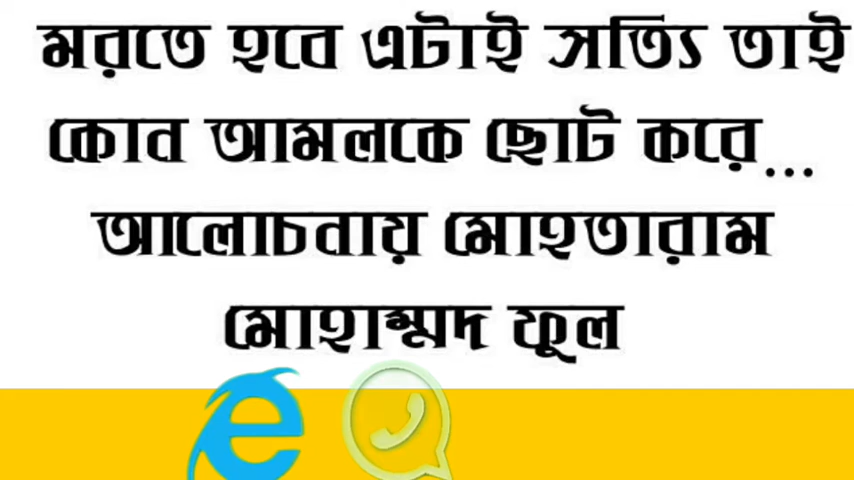 মরতে হবে এটাই সত্যি তাই
কোন আমলকে ছোট করে...
আলোচনায় মোহতারাম
মোহাম্মদ ফুল